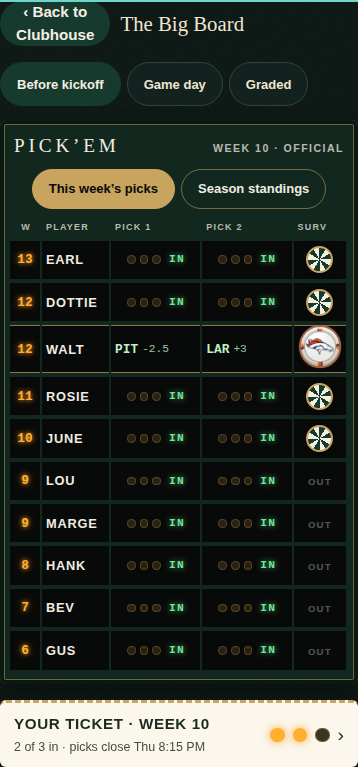 ‹ Back to
Clubhouse
The Big Board
Before kickoff
Game day
Graded
PICK’EM
WEEK 10 · OFFICIAL
This week’s picks
Season standings
W PLAYER PICK 1 PICK 2 SURV
13 EARL IN IN
12 DOTTIE IN IN
12 WALT PIT -2.5 LAR +3
11 ROSIE IN IN
10 JUNE IN IN
9 LOU IN IN OUT
9 MARGE IN IN OUT
8 HANK IN IN OUT
7 BEV IN IN OUT
6 GUS IN IN OUT
YOUR TICKET · WEEK 10
2 of 3 in · picks close Thu 8:15 PM ›